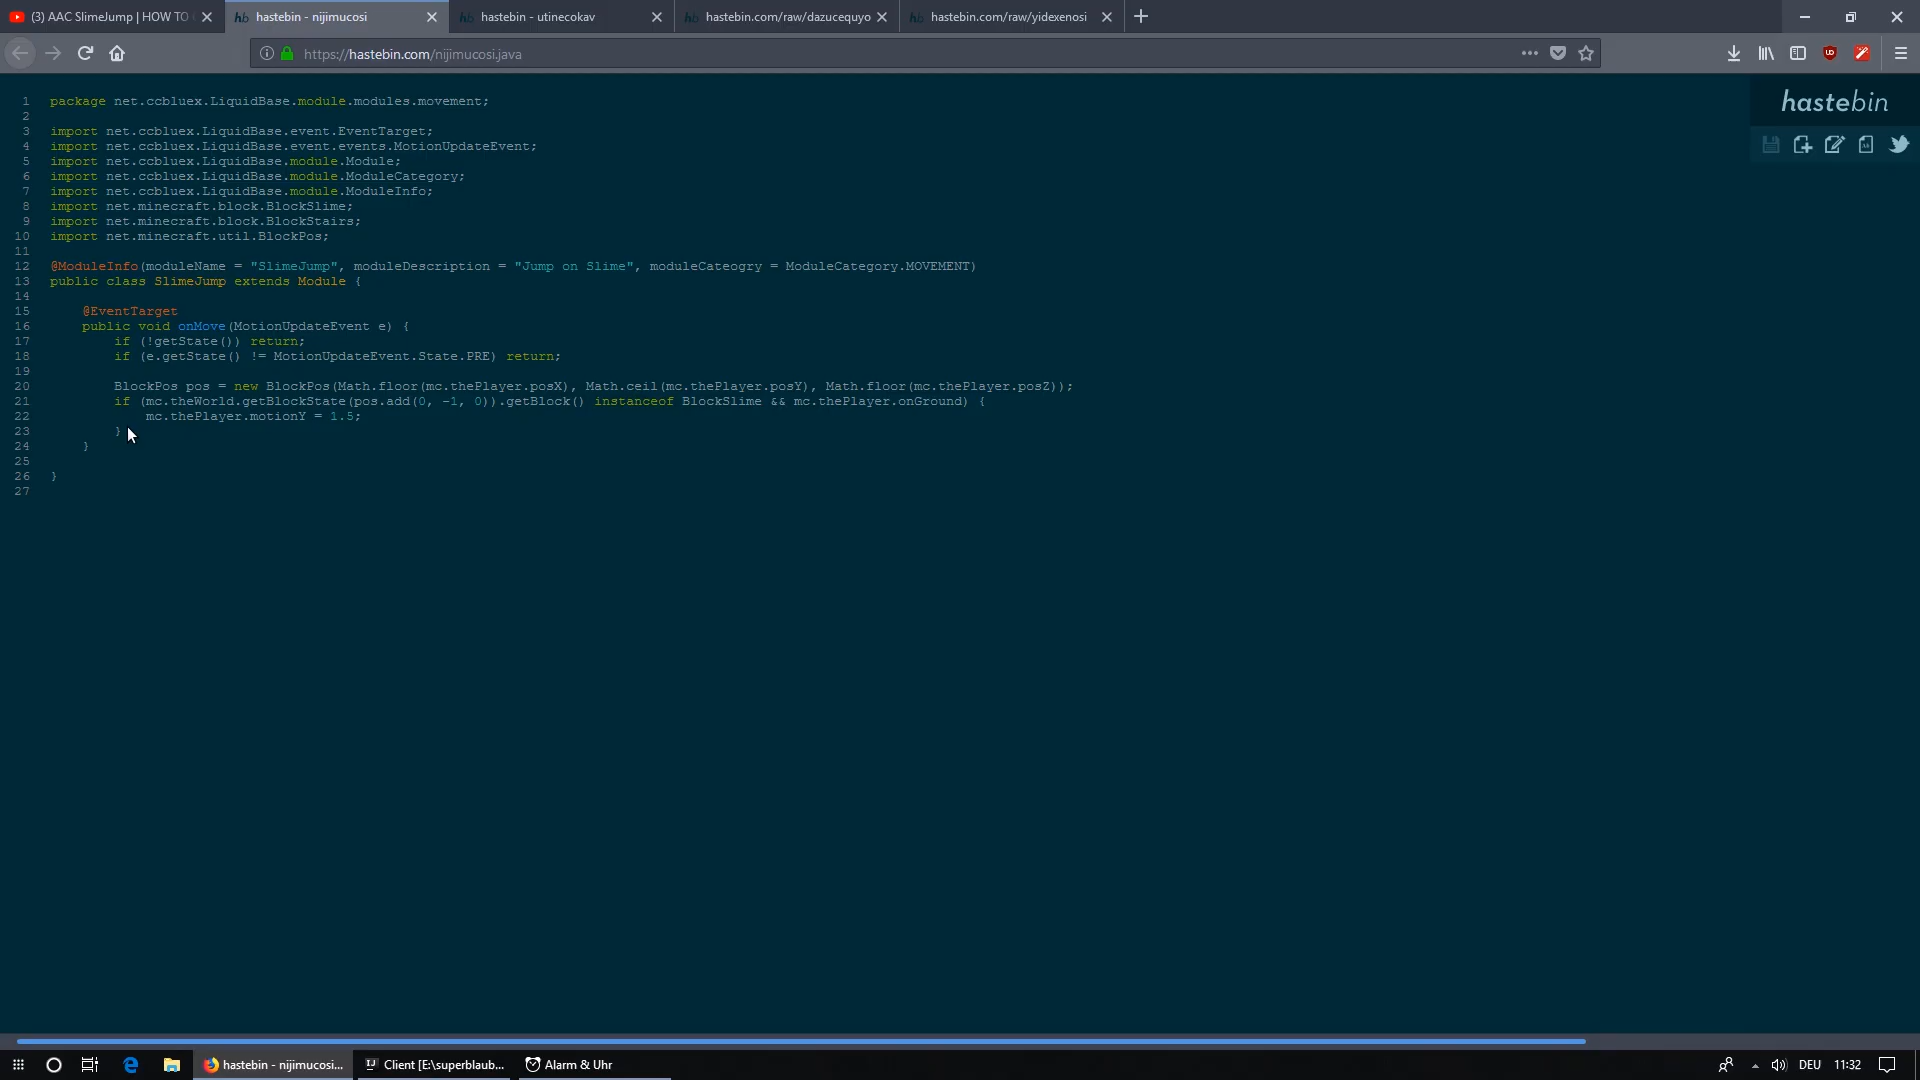 (3) AAC SlimeJump | HOW TO
hastebin - nijimucosi
hastebin - utinecokav
hastebin.com/raw/dazucequyo
hastebin.com/raw/yidexenosi
https://hastebin.com/nijimucosi.java
hastebin
1 package net.ccbluex.LiquidBase.module.modules.movement;
2
3 import net.ccbluex.LiquidBase.event.EventTarget;
4 import net.ccbluex.LiquidBase.event.events.MotionUpdateEvent;
5 import net.ccbluex.LiquidBase.module.Module;
6 import net.ccbluex.LiquidBase.module.ModuleCategory;
7 import net.ccbluex.LiquidBase.module.ModuleInfo;
8 import net.minecraft.block.BlockSlime;
9 import net.minecraft.block.BlockStairs;
10 import net.minecraft.util.BlockPos;
11
12 @ModuleInfo(moduleName = "SlimeJump", moduleDescription = "Jump on Slime", moduleCateogry = ModuleCategory.MOVEMENT)
13 public class SlimeJump extends Module {
14
15 @EventTarget
16 public void onMove(MotionUpdateEvent e) {
17 if (!getState()) return;
18 if (e.getState() != MotionUpdateEvent.State.PRE) return;
19
20 BlockPos pos = new BlockPos(Math.floor(mc.thePlayer.posX), Math.ceil(mc.thePlayer.posY), Math.floor(mc.thePlayer.posZ));
21 if (mc.theWorld.getBlockState(pos.add(0, -1, 0)).getBlock() instanceof BlockSlime && mc.thePlayer.onGround) {
22 mc.thePlayer.motionY = 1.5;
23 }
24 }
25
26 }
27
hastebin - nijimucosi...
Client [E:\superblaub...
Alarm & Uhr
DEU
11:32